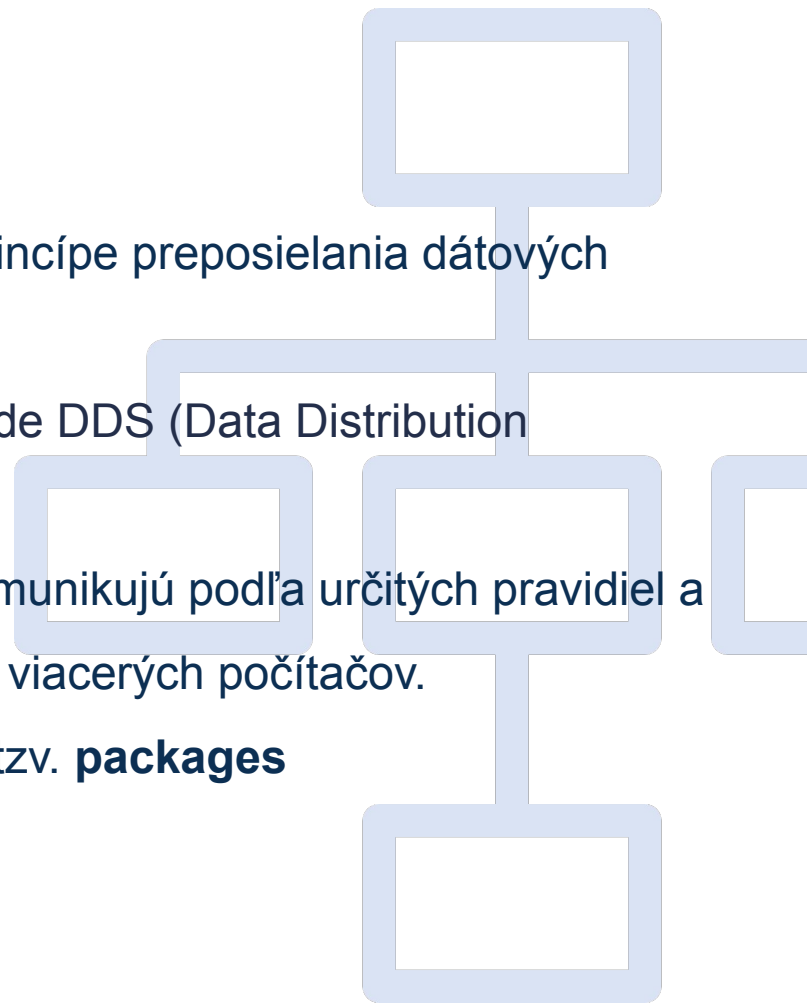 incípe preposielania dátových
de DDS (Data Distribution
munikujú podľa určitých pravidiel a
viacerých počítačov.
tzv. packages